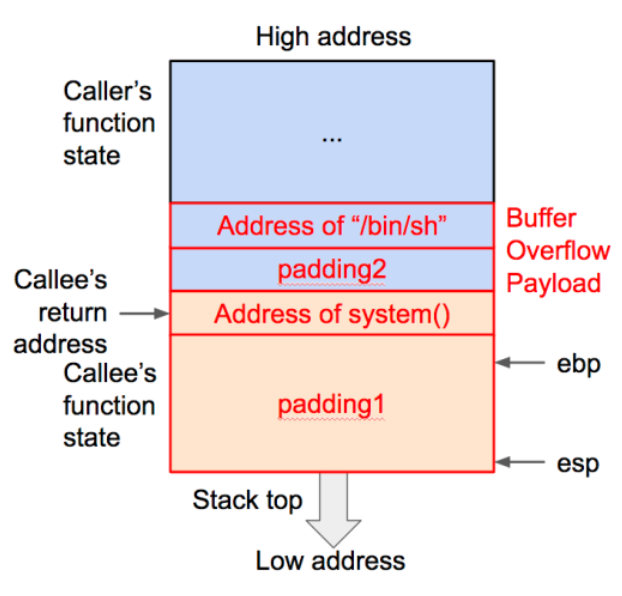 High address
Caller's
function
state
...
Address of “/bin/sh”
Buffer
Overflow
Payload
padding2
Callee's
return
address
Address of system()
Callee's
function
state
ebp
padding1
esp
Stack top
Low address